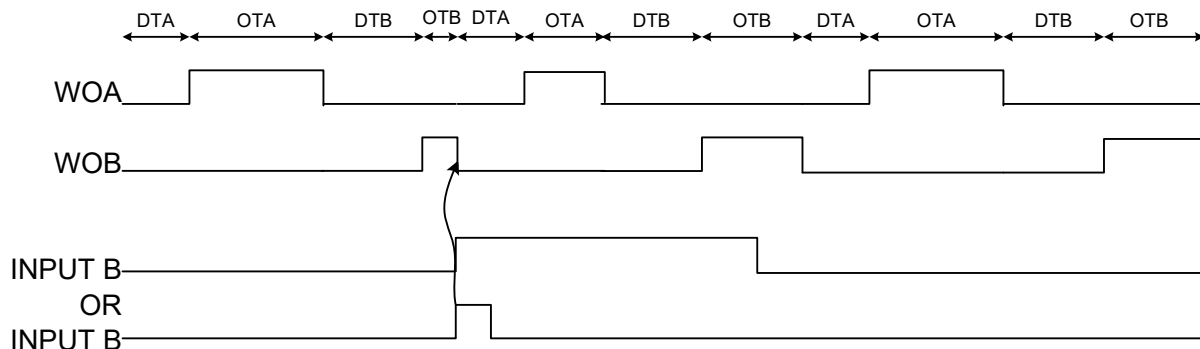 DTA OTA DTB OTB DTA OTA DTB OTB DTA OTA DTB OTB
WOA
WOB
INPUT B
OR
INPUT B